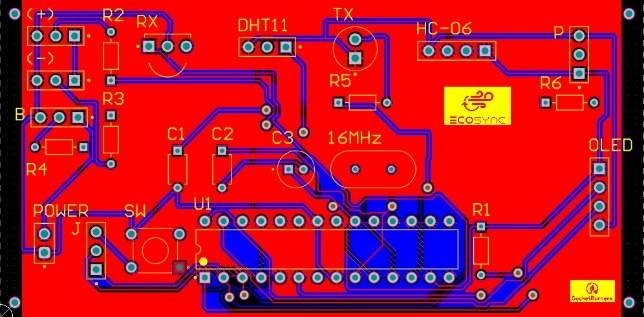 (+)
R2
RX
DHT11
TX
HC-06
P
(-)
R5
R6
ECOSYNC
B
R3
C1
C2
C3
16MHz
OLED
R4
POWER
J
SW
U1
R1
SocketBurners